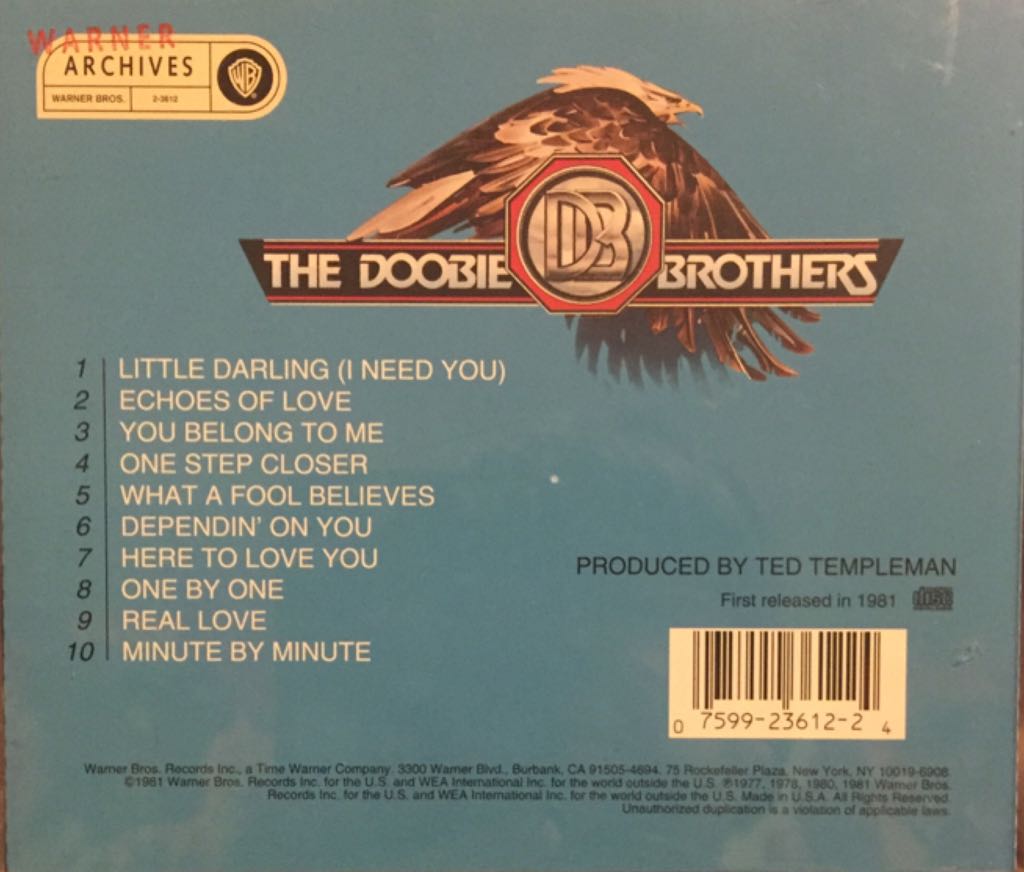 WARNER
ARCHIVES
WARNER BROS. 2-3612
WB
THE DOOBIE DB BROTHERS
1 LITTLE DARLING (I NEED YOU)
2 ECHOES OF LOVE
3 YOU BELONG TO ME
4 ONE STEP CLOSER
5 WHAT A FOOL BELIEVES
6 DEPENDIN' ON YOU
7 HERE TO LOVE YOU
8 ONE BY ONE
9 REAL LOVE
10 MINUTE BY MINUTE
PRODUCED BY TED TEMPLEMAN
First released in 1981 disc
0 7599-23612-2 4
Warner Bros. Records Inc., a Time Warner Company. 3300 Warner Blvd., Burbank, CA 91505-4694. 75 Rockefeller Plaza, New York, NY 10019-6908
©1981 Warner Bros. Records Inc. for the U.S. and WEA International Inc. for the world outside the U.S. ℗1977, 1978, 1980, 1981 Warner Bros.
Records Inc. for the U.S. and WEA International Inc. for the world outside the U.S. Made in U.S.A. All Rights Reserved.
Unauthorized duplication is a violation of applicable laws.